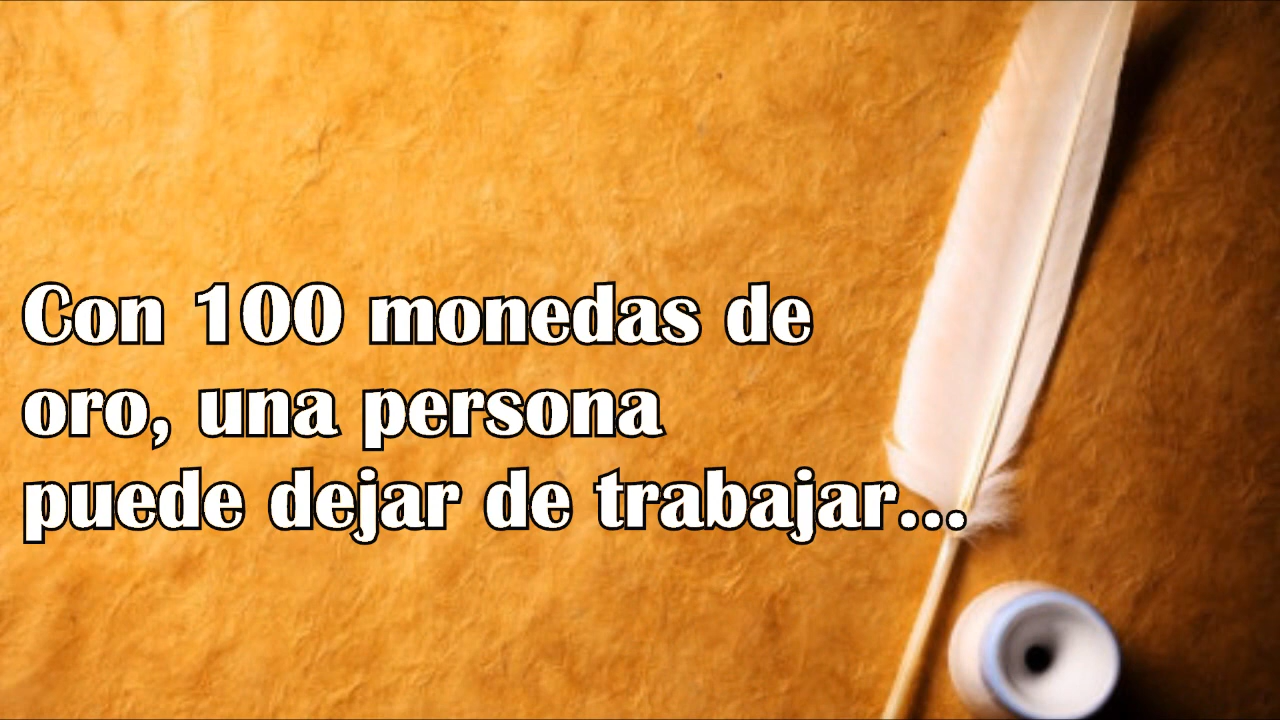 Con 100 monedas de
oro, una persona
puede dejar de trabajar...